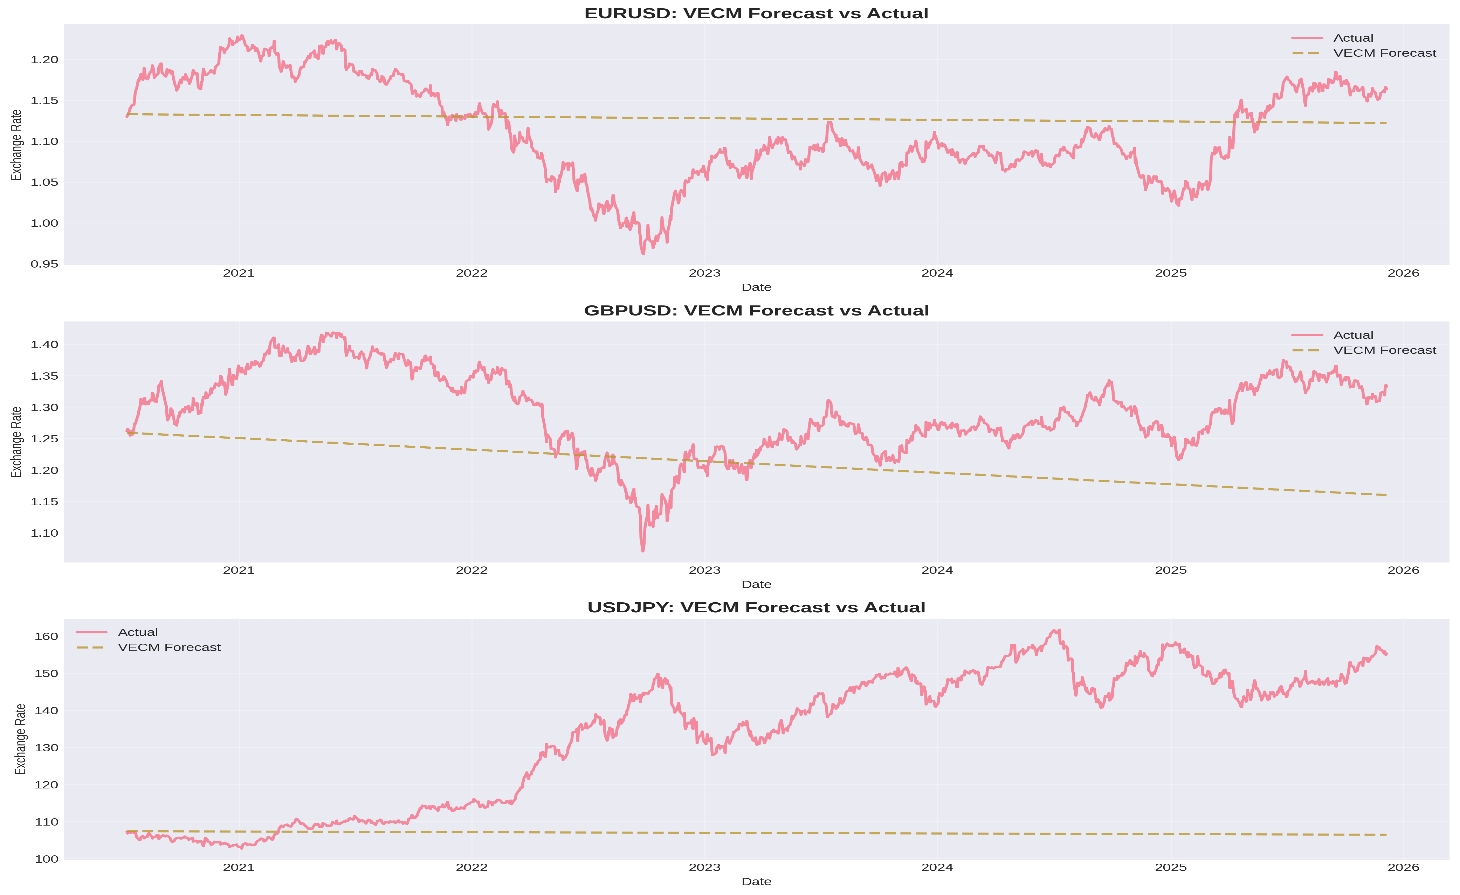 EURUSD: VECM Forecast vs Actual
Actual
VECM Forecast
Exchange Rate
1.20
1.15
1.10
1.05
1.00
0.95
2021
2022
2023
2024
2025
2026
Date
GBPUSD: VECM Forecast vs Actual
Actual
VECM Forecast
Exchange Rate
1.40
1.35
1.30
1.25
1.20
1.15
1.10
2021
2022
2023
2024
2025
2026
Date
USDJPY: VECM Forecast vs Actual
Actual
VECM Forecast
Exchange Rate
160
150
140
130
120
110
100
2021
2022
2023
2024
2025
2026
Date